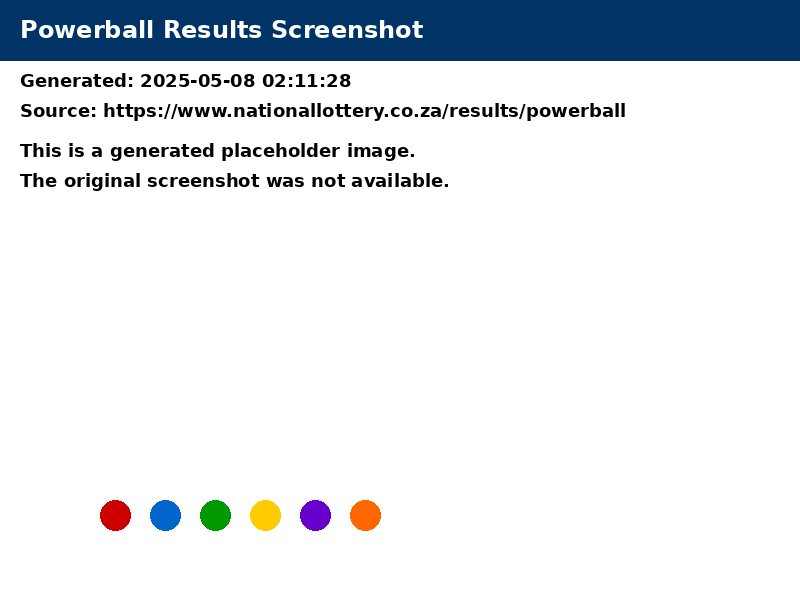 Powerball Results Screenshot
Generated: 2025-05-08 02:11:28
Source: https://www.nationallottery.co.za/results/powerball
This is a generated placeholder image.
The original screenshot was not available.